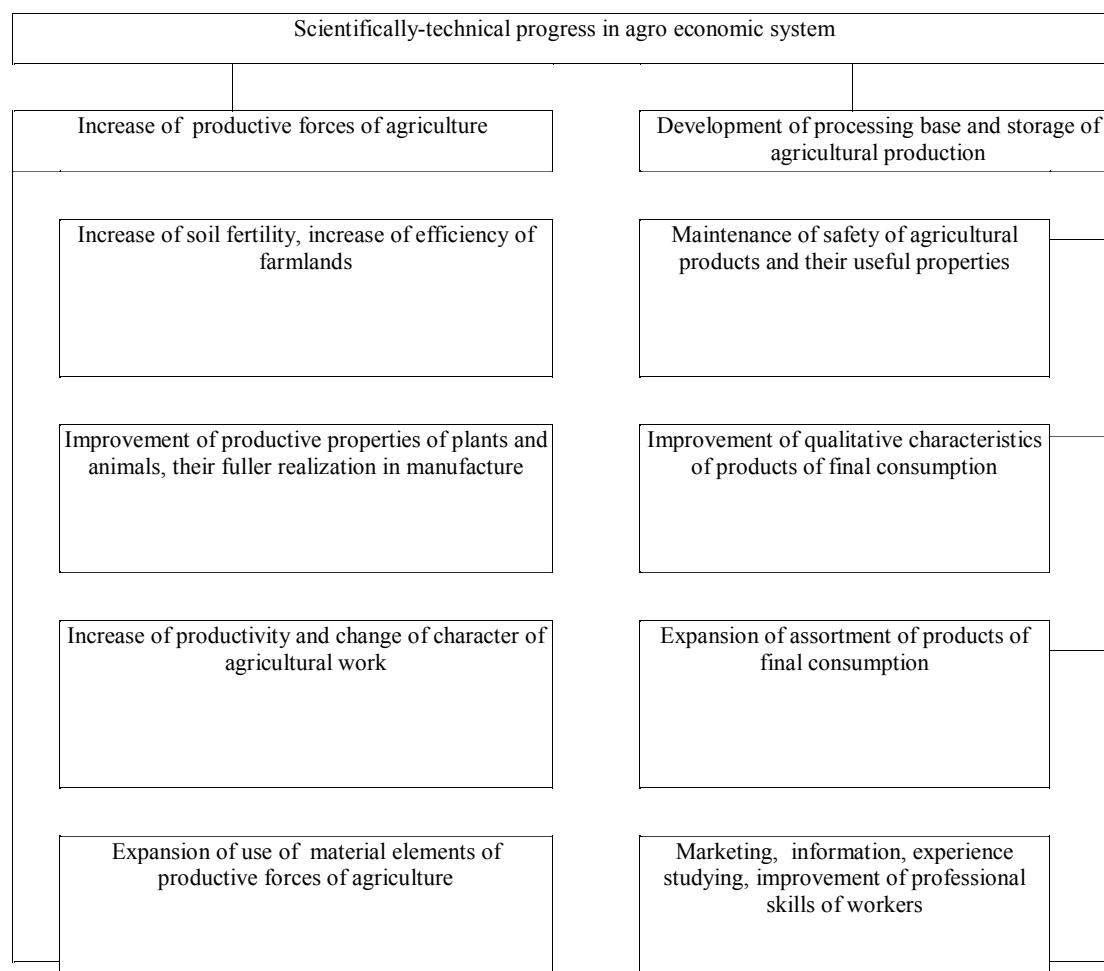 Scientifically-technical progress in agro economic system
Increase of productive forces of agriculture
Development of processing base and storage of
agricultural production
Increase of soil fertility, increase of efficiency of
farmlands
Maintenance of safety of agricultural
products and their useful properties
Improvement of productive properties of plants and
animals, their fuller realization in manufacture
Improvement of qualitative characteristics
of products of final consumption
Increase of productivity and change of character of
agricultural work
Expansion of assortment of products of
final consumption
Expansion of use of material elements of
productive forces of agriculture
Marketing, information, experience
studying, improvement of professional
skills of workers